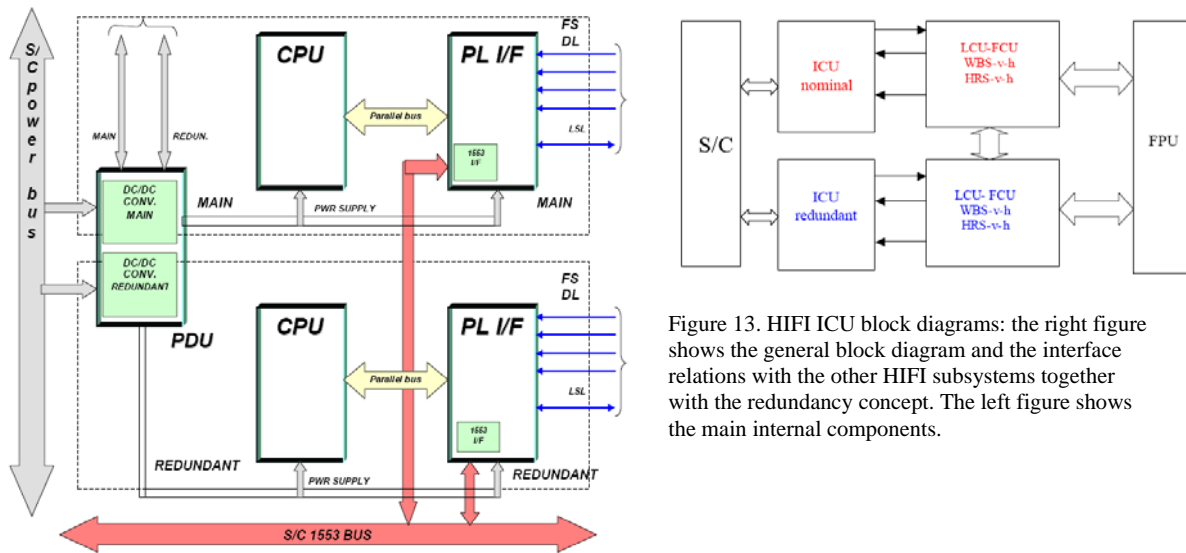 S/C power bus
MAIN
REDUN.
DC/DC
CONV.
MAIN
DC/DC
CONV.
REDUNDANT
PDU
CPU
Parallel bus
PL I/F
FS
DL
LSL
1553
I/F
MAIN
PWR SUPPLY
MAIN
CPU
Parallel bus
PL I/F
FS
DL
LSL
1553
I/F
REDUNDANT
PWR SUPPLY
REDUNDANT
S/C 1553 BUS
S/C
ICU
nominal
LCU-FCU
WBS-v-h
HRS-v-h
FPU
ICU
redundant
LCU- FCU
WBS-v-h
HRS-v-h
Figure 13. HIFI ICU block diagrams: the right figure
shows the general block diagram and the interface
relations with the other HIFI subsystems together
with the redundancy concept. The left figure shows
the main internal components.